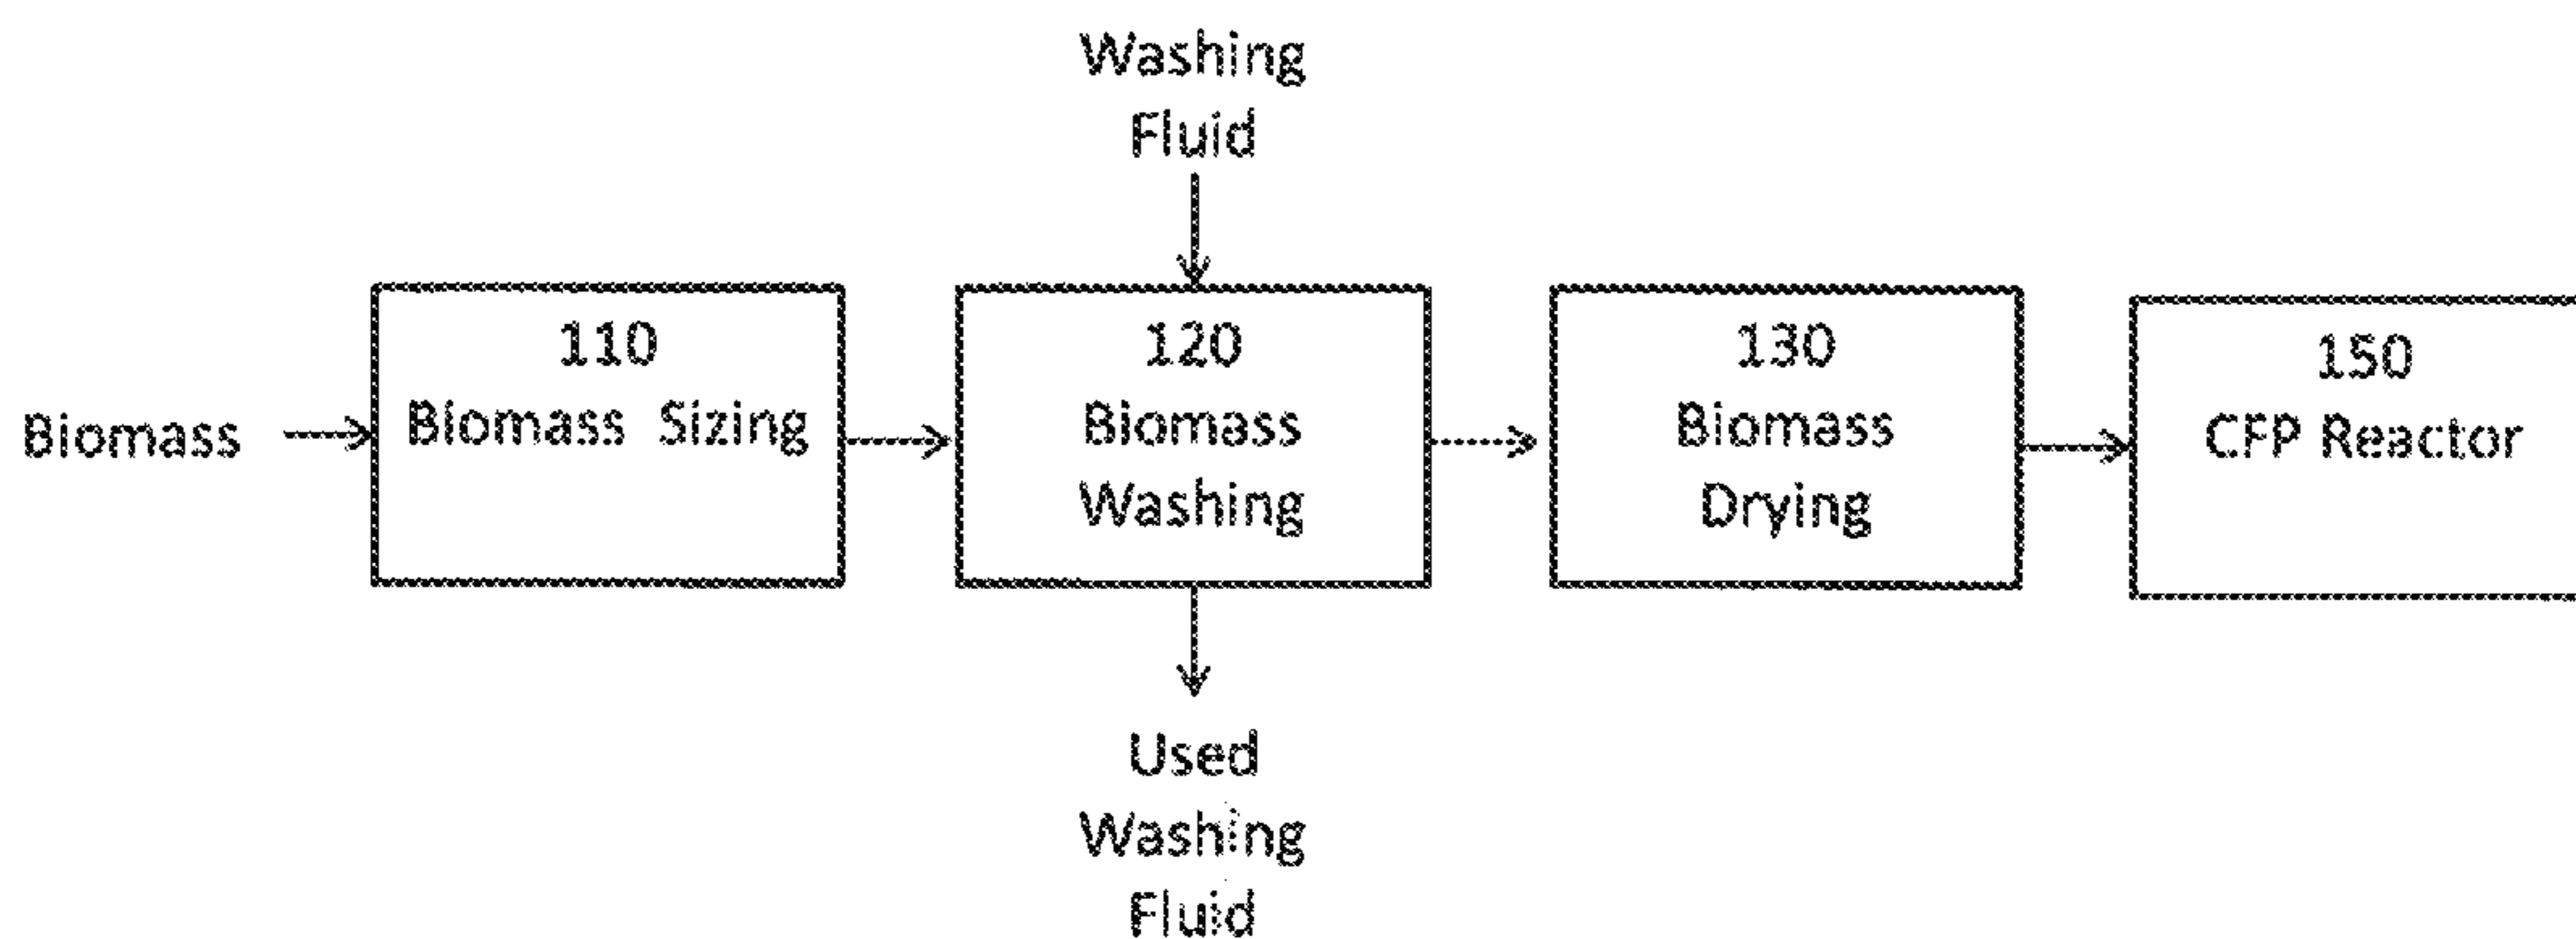 Washing
Fluid
Biomass
110
Biomass Sizing
120
Biomass
Washing
130
Biomass
Drying
150
CFP Reactor
Used
Washing
Fluid